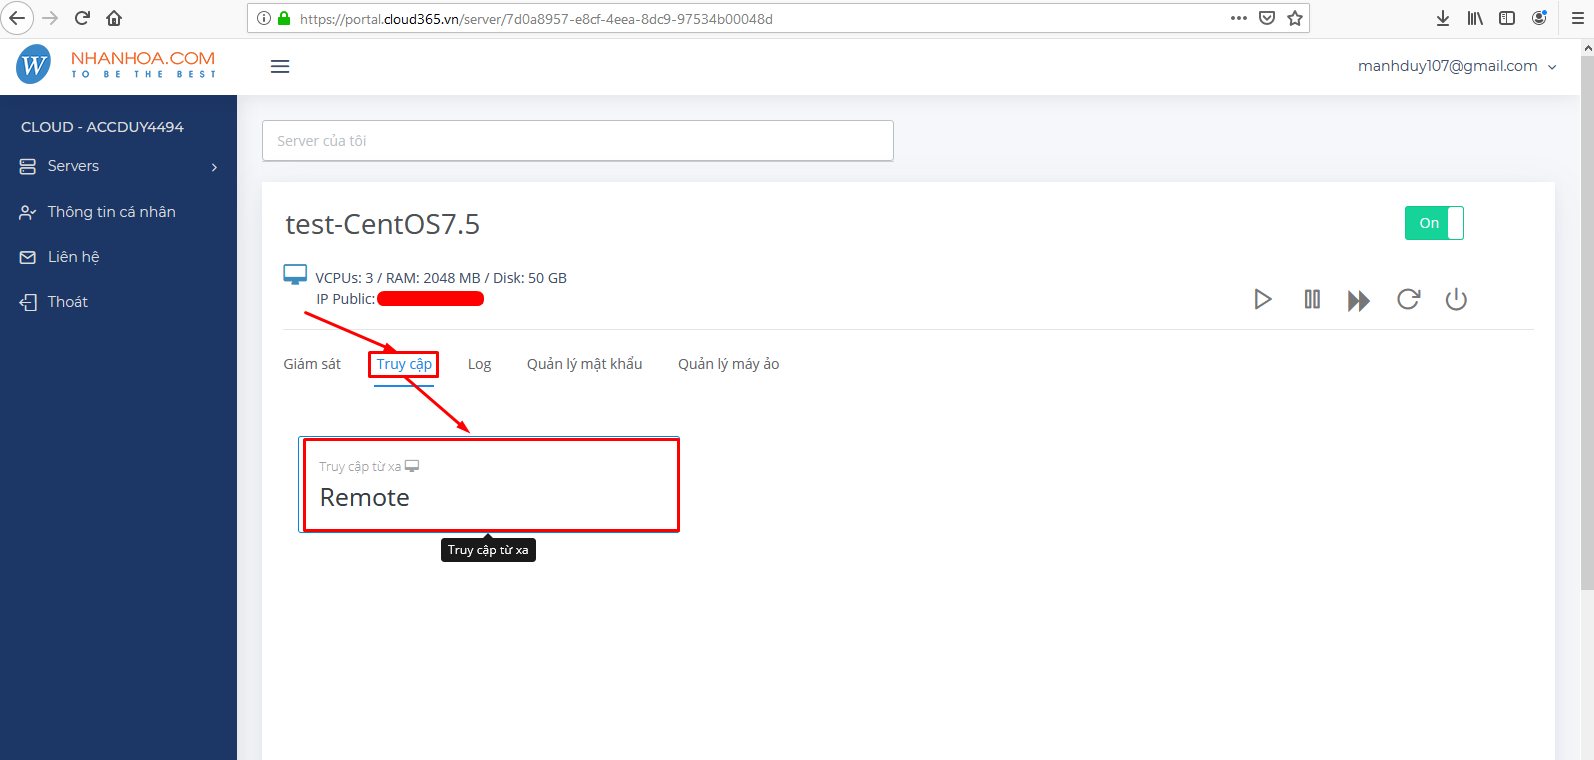 https://portal.cloud365.vn/server/7d0a8957-e8cf-4eea-8dc9-97534b00048d
W
NHANHOA.COM
TO BE THE BEST
manhduy107@gmail.com
CLOUD - ACCDUY4494
Servers
Thông tin cá nhân
Liên hệ
Thoát
Server của tôi
test-CentOS7.5
On
VCPUs: 3 / RAM: 2048 MB / Disk: 50 GB
IP Public:
Giám sát
Truy cập
Log
Quản lý mật khẩu
Quản lý máy ảo
Truy cập từ xa
Remote
Truy cập từ xa